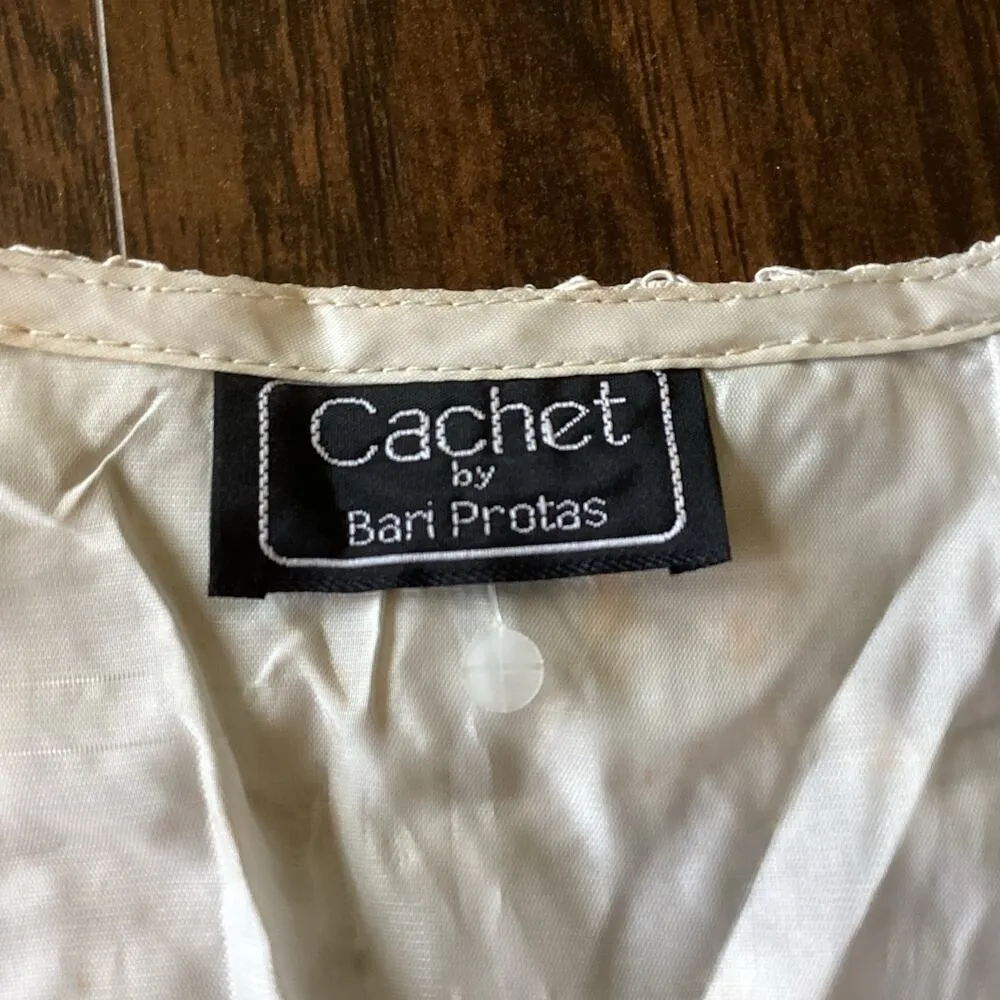 Cachet
by
Bari Protas